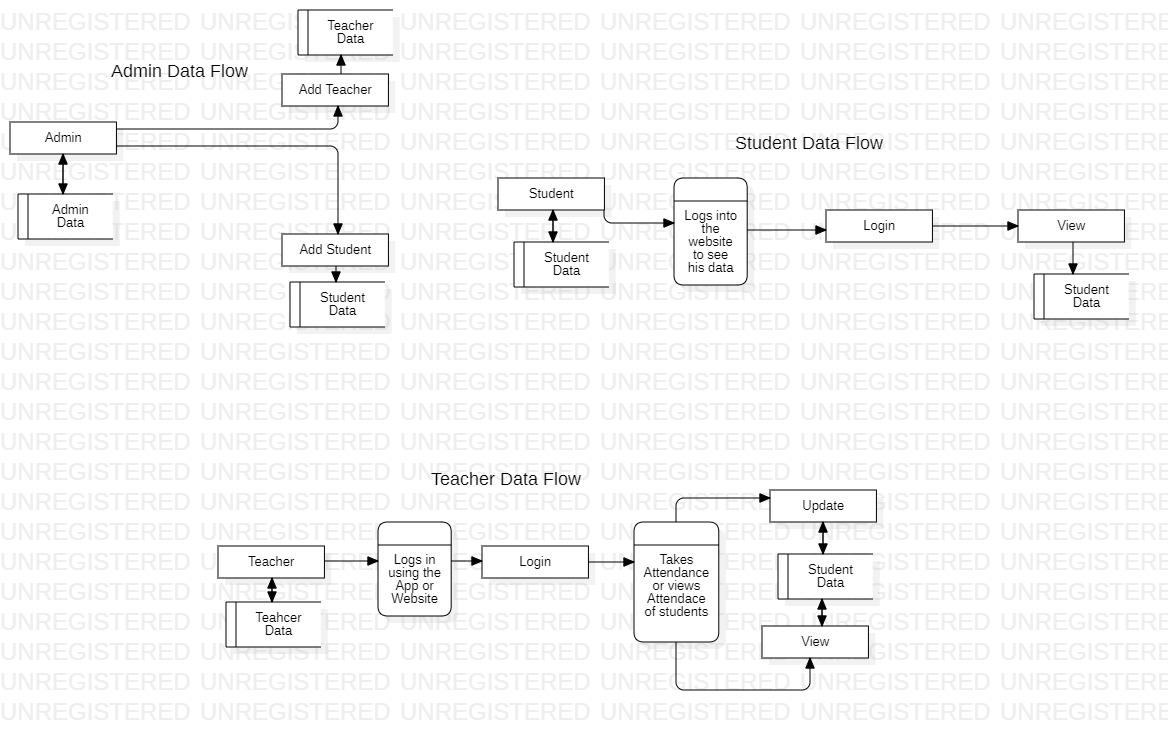 Teacher
Data
Admin Data Flow
Add Teacher
Admin
Admin
Data
Add Student
Student
Data
Student Data Flow
Student
Student
Data
Logs into
the
website
to see
his data
Login
View
Student
Data
Teacher Data Flow
Teacher
Teahcer
Data
Logs in
using the
App or
Website
Login
Takes
Attendance
or views
Attendace
of students
Update
Student
Data
View
UNREGISTERED